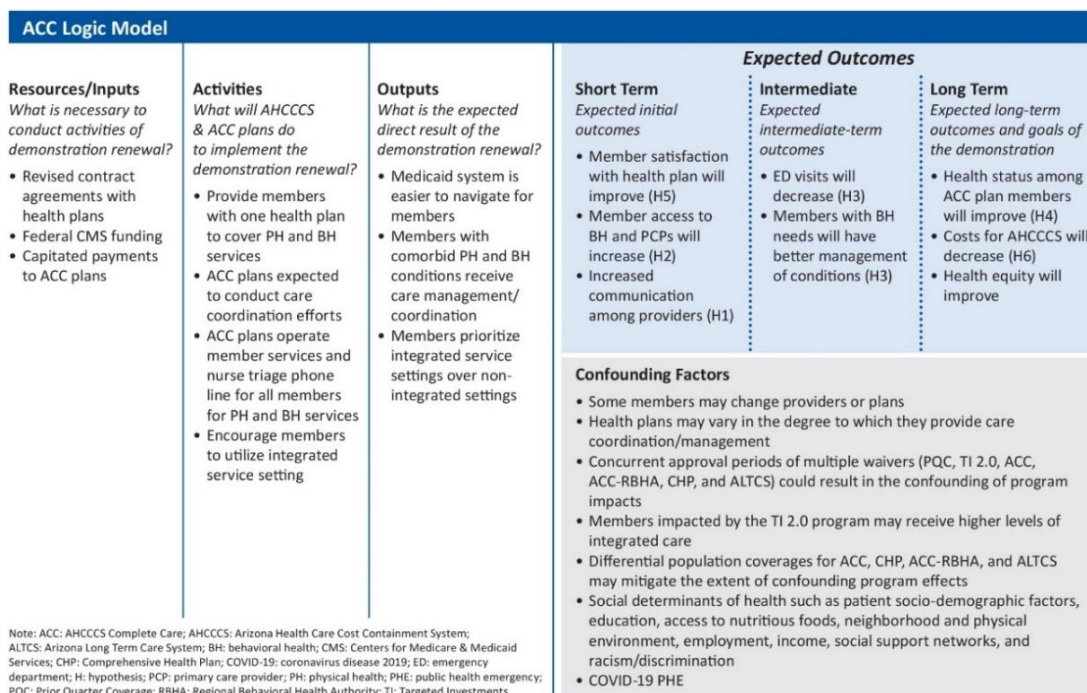 ACC Logic Model
Resources/Inputs
What is necessary to
conduct activities of
demonstration renewal?
• Revised contract
agreements with
health plans
• Federal CMS funding
• Capitated payments
to ACC plans
Activities
What will AHCCCS
& ACC plans do
to implement the
demonstration renewal?
• Provide members
with one health plan
to cover PH and BH
services
• ACC plans expected
to conduct care
coordination efforts
• ACC plans operate
member services and
nurse triage phone
line for all members
for PH and BH services
• Encourage members
to utilize integrated
service setting
Outputs
What is the expected
direct result of the
demonstration renewal?
• Medicaid system is
easier to navigate for
members
• Members with
comorbid PH and BH
conditions receive
care management/
coordination
• Members prioritize
integrated service
settings over non-
integrated settings
Expected Outcomes
Short Term
Expected initial
outcomes
• Member satisfaction
with health plan will
improve (H5)
• Member access to
BH and PCPs will
increase (H2)
• Increased
communication
among providers (H1)
Intermediate
Expected
intermediate-term
outcomes
• ED visits will
decrease (H3)
• Members with BH
needs will have
better management
of conditions (H3)
Long Term
Expected long-term
outcomes and goals of
the demonstration
• Health status among
ACC plan members
will improve (H4)
• Costs for AHCCCS will
decrease (H6)
• Health equity will
improve
Confounding Factors
• Some members may change providers or plans
• Health plans may vary in the degree to which they provide care
coordination/management
• Concurrent approval periods of multiple waivers (PQC, TI 2.0, ACC,
ACC-RBHA, CHP, and ALTCS) could result in the confounding of program
impacts
• Members impacted by the TI 2.0 program may receive higher levels of
integrated care
• Differential population coverages for ACC, CHP, ACC-RBHA, and ALTCS
may mitigate the extent of confounding program effects
• Social determinants of health such as patient socio-demographic factors,
education, access to nutritious foods, neighborhood and physical
environment, employment, income, social support networks, and
racism/discrimination
• COVID-19 PHE
Note: ACC: AHCCCS Complete Care; AHCCCS: Arizona Health Care Cost Containment System;
ALTCS: Arizona Long Term Care System; BH: behavioral health; CMS: Centers for Medicare & Medicaid
Services; CHP: Comprehensive Health Plan; COVID-19: coronavirus disease 2019; ED: emergency
department; H: hypothesis; PCP: primary care provider; PH: physical health; PHE: public health emergency;
PQC: Prior Quarter Coverage; RBHA: Regional Behavioral Health Authority; TI: Targeted Investments